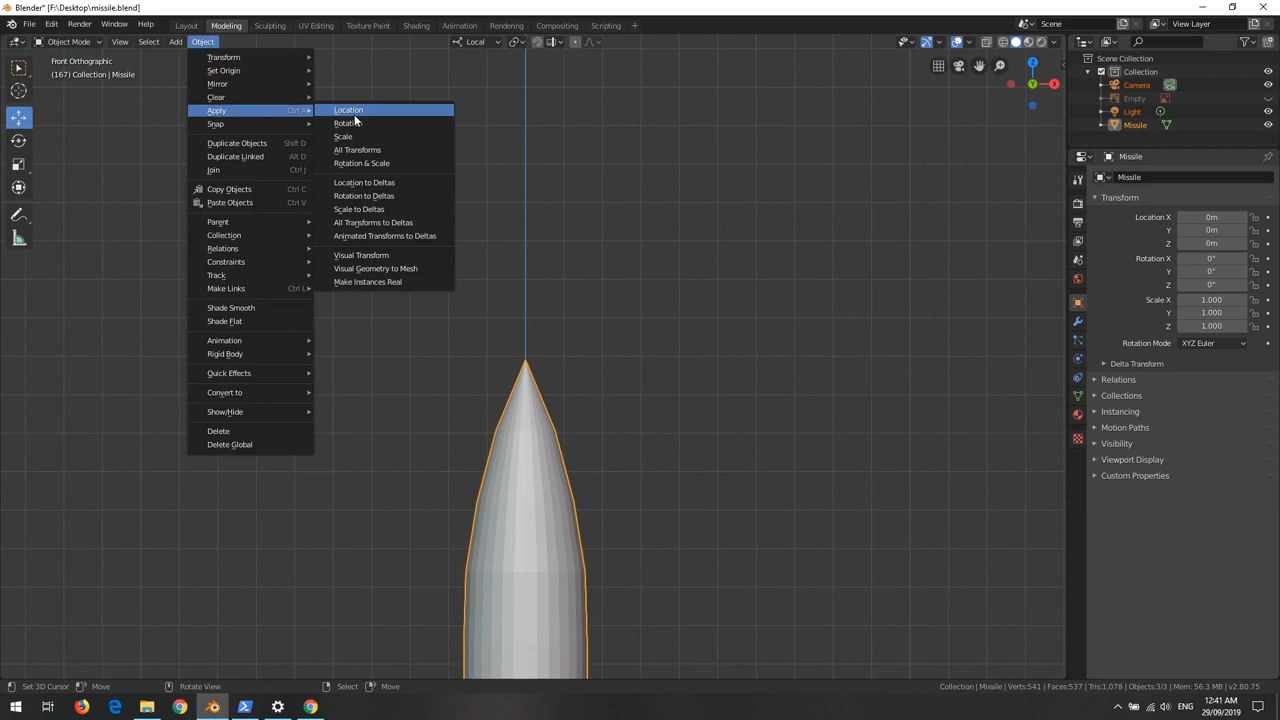 Blender* [F:\Desktop\missile.blend]
File Edit Render Window Help Layout Modeling Sculpting UV Editing Texture Paint Shading Animation Rendering Compositing Scripting + Scene View Layer
Object Mode View Select Add Object Local
Front Orthographic
(167) Collection | Missile
Transform
Set Origin
Mirror
Clear
Apply Ctrl A
Snap
Duplicate Objects Shift D
Duplicate Linked Alt D
Join Ctrl J
Copy Objects Ctrl C
Paste Objects Ctrl V
Parent
Collection
Relations
Constraints
Track
Make Links Ctrl L
Shade Smooth
Shade Flat
Animation
Rigid Body
Quick Effects
Convert to
Show/Hide
Delete
Delete Global
Location
Rotation
Scale
All Transforms
Rotation & Scale
Location to Deltas
Rotation to Deltas
Scale to Deltas
All Transforms to Deltas
Animated Transforms to Deltas
Visual Transform
Visual Geometry to Mesh
Make Instances Real
Z
Y
X
Scene Collection
Collection
Camera
Empty
Light
Missile
Missile
Missile
Transform
Location X 0m
Y 0m
Z 0m
Rotation X 0°
Y 0°
Z 0°
Scale X 1.000
Y 1.000
Z 1.000
Rotation Mode XYZ Euler
Delta Transform
Relations
Collections
Instancing
Motion Paths
Visibility
Viewport Display
Custom Properties
Set 3D Cursor Move Rotate View Select Move Collection | Missile | Verts:541 | Faces:537 | Tris:1,078 | Objects:3/3 | Mem: 56.3 MB | v2.80.75
ENG 12:41 AM
29/09/2019